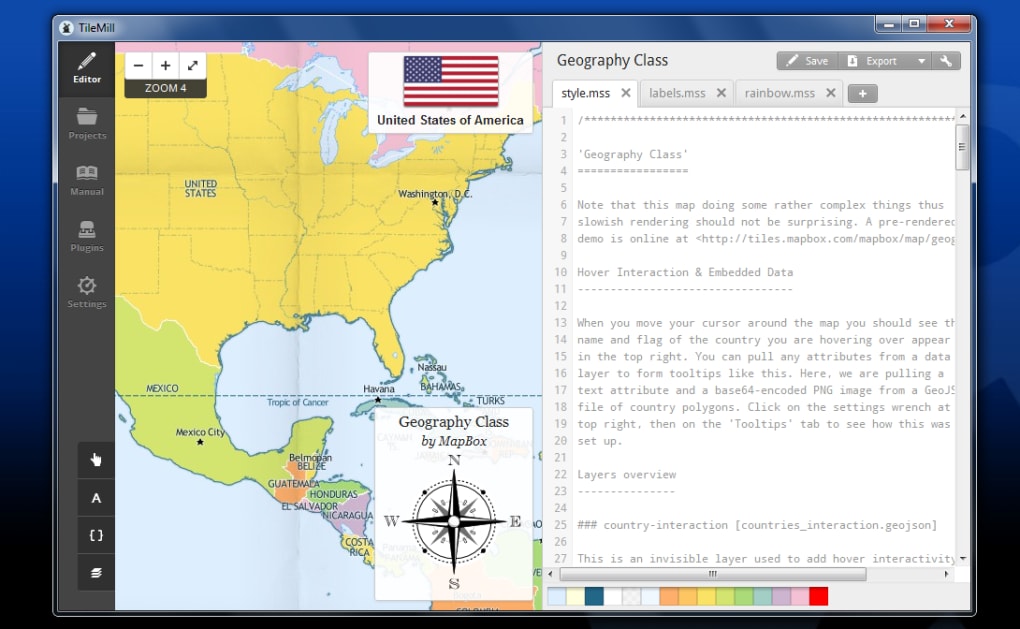 TileMill
Editor
Projects
Manual
Plugins
Settings
A
{ }
ZOOM 4
United States of America
UNITED
STATES
Washington, D.C.
MEXICO
Mexico City
Tropic of Cancer
Nassau
BAHAMAS
Havana
TURKS
Belmopan
BELIZE
GUATEMALA
HONDURAS
EL SALVADOR
NICARAGUA
COSTA
RICA
Geography Class
by MapBox
N
W
E
S
COLOMBIA
Geography Class
Save
Export
style.mss
labels.mss
rainbow.mss
1 /*********************************************************
2
3 'Geography Class'
4 =================
5
6 Note that this map doing some rather complex things thus
7 slowish rendering should not be surprising. A pre-rendered
8 demo is online at <http://tiles.mapbox.com/mapbox/map/geog
9
10 Hover Interaction & Embedded Data
11 ---------------------------------
12
13 When you move your cursor around the map you should see th
14 name and flag of the country you are hovering over appear
15 in the top right. You can pull any attributes from a data
16 layer to form tooltips like this. Here, we are pulling a
17 text attribute and a base64-encoded PNG image from a GeoJS
18 file of country polygons. Click on the settings wrench at
19 top right, then on the 'Tooltips' tab to see how this was
20 set up.
21
22 Layers overview
23 ---------------
24
25 ### country-interaction [countries_interaction.geojson]
26
27 This is an invisible layer used to add hover interactivity